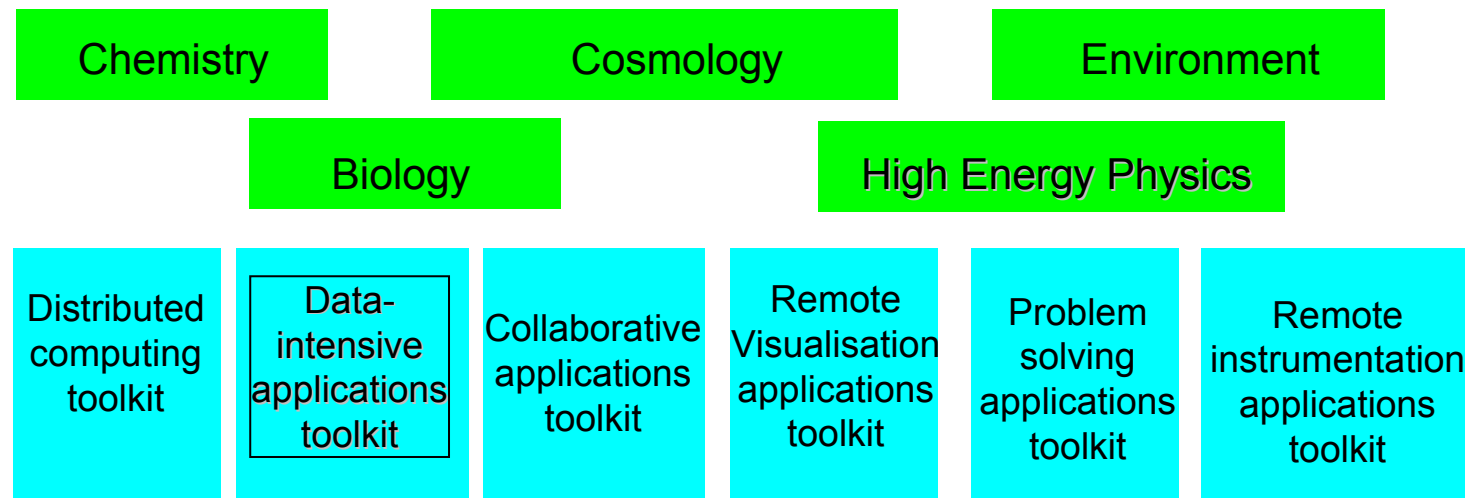 Chemistry
Cosmology
Environment
Biology
High Energy Physics
Distributed
computing
toolkit
Data-
intensive
applications
toolkit
Collaborative
applications
toolkit
Remote
Visualisation
applications
toolkit
Problem
solving
applications
toolkit
Remote
instrumentation
applications
toolkit